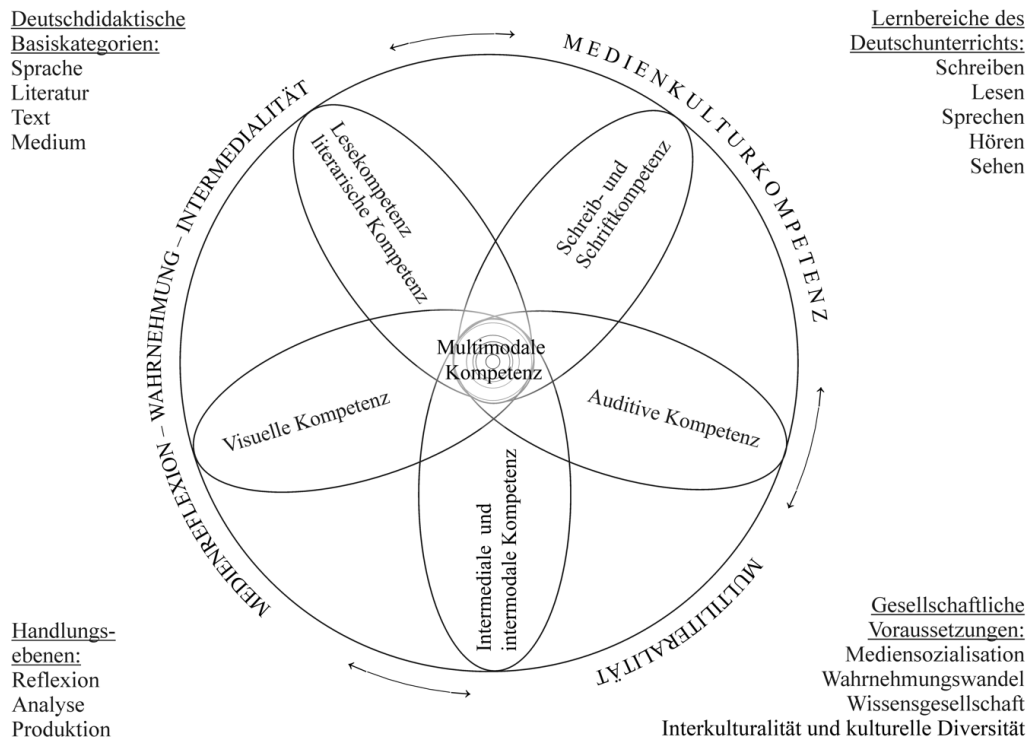 Deutschdidaktische
Basiskategorien:
Sprache
Literatur
Text
Medium
Lernbereiche des
Deutschunterrichts:
Schreiben
Lesen
Sprechen
Hören
Sehen
MEDIENKULTURKOMPETENZ
MEDIENREFLEXION – WAHRNEHMUNG – INTERMEDIALITÄT
MULTILITERALITÄT
Lesekompetenz
literarische Kompetenz
Schreib- und
Schriftkompetenz
Multimodale
Kompetenz
Visuelle Kompetenz
Auditive Kompetenz
Intermediale und
intermodale Kompetenz
Handlungs-
ebenen:
Reflexion
Analyse
Produktion
Gesellschaftliche
Voraussetzungen:
Mediensozialisation
Wahrnehmungswandel
Wissensgesellschaft
Interkulturalität und kulturelle Diversität